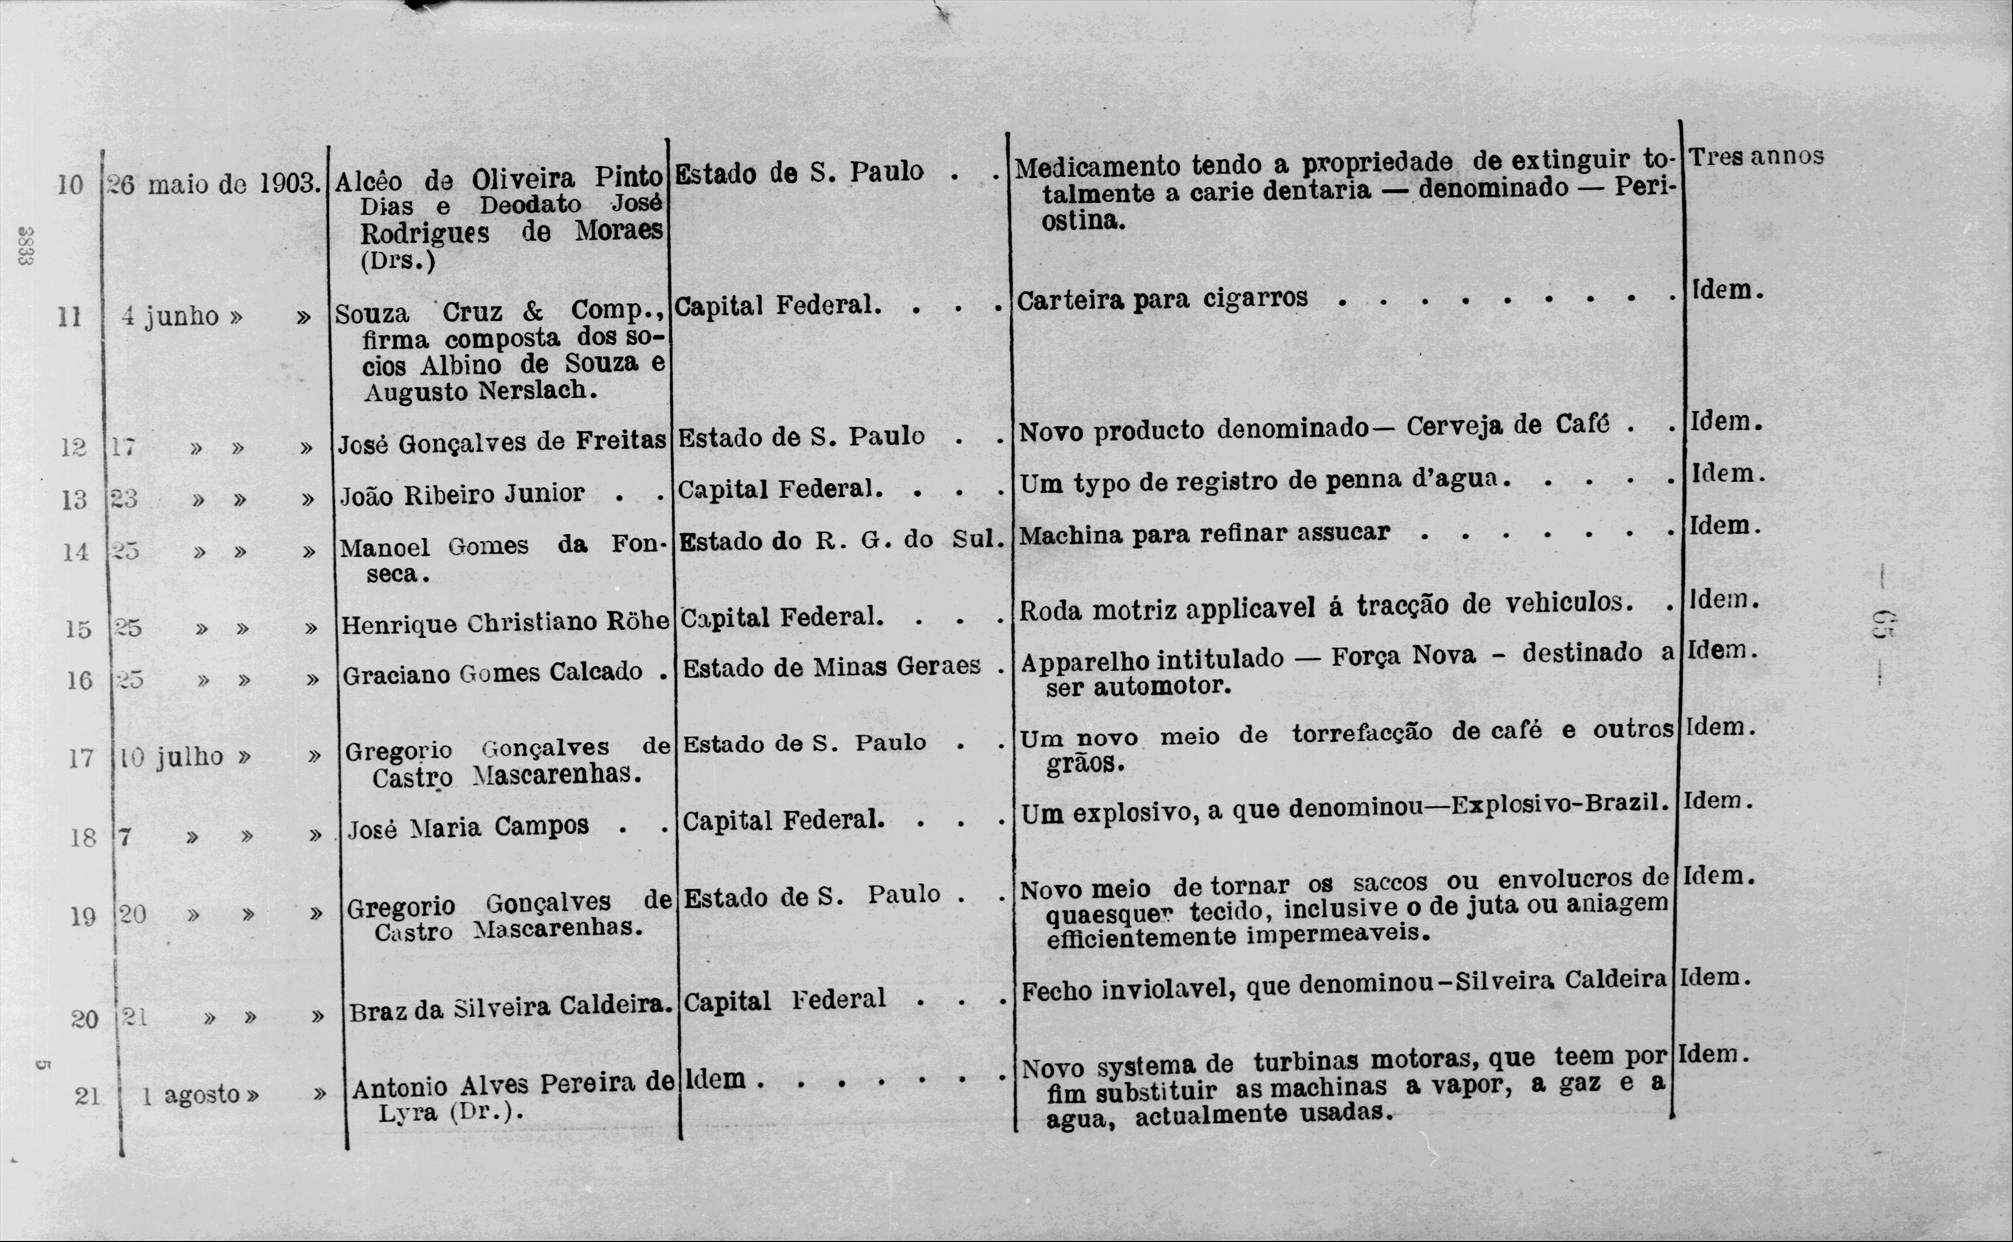 10 26 maio de 1903. Alcêo de Oliveira Pinto Estado de S. Paulo . . Medicamento tendo a propriedade de extinguir to- Tres annos
Dias e Deodato José talmente a carie dentaria — denominado — Peri-
Rodrigues de Moraes ostina.
(Drs.)
3833
11 4 junho » » Souza Cruz & Comp., Capital Federal. . . . Carteira para cigarros . . . . . . . . . Idem.
firma composta dos so-
cios Albino de Souza e
Augusto Nerslach.
12 17 » » » José Gonçalves de Freitas Estado de S. Paulo . . Novo producto denominado— Cerveja de Café . . Idem.
13 23 » » » João Ribeiro Junior . . Capital Federal. . . . Um typo de registro de penna d'agua. . . . . Idem.
14 25 » » » Manoel Gomes da Fon- Estado do R. G. do Sul. Machina para refinar assucar . . . . . . . Idem.
seca.
15 25 » » » Henrique Christiano Röhe Capital Federal. . . . Roda motriz applicavel á tracção de vehiculos. . Idem.
— 65 —
16 25 » » » Graciano Gomes Calcado . Estado de Minas Geraes . Apparelho intitulado — Força Nova - destinado a Idem.
ser automotor.
17 10 julho » » Gregorio Gonçalves de Estado de S. Paulo . . Um novo meio de torrefacção de café e outros Idem.
Castro Mascarenhas. grãos.
18 7 » » » José Maria Campos . . Capital Federal. . . . Um explosivo, a que denominou—Explosivo-Brazil. Idem.
19 20 » » » Gregorio Gonçalves de Estado de S. Paulo . . Novo meio de tornar os saccos ou envolucros de Idem.
Castro Mascarenhas. quaesquer tecido, inclusive o de juta ou aniagem
efficientemente impermeaveis.
20 21 » » » Braz da Silveira Caldeira. Capital Federal . . . Fecho inviolavel, que denominou-Silveira Caldeira Idem.
5
21 1 agosto » » Antonio Alves Pereira de Idem . . . . . . . Novo systema de turbinas motoras, que teem por Idem.
Lyra (Dr.). fim substituir as machinas a vapor, a gaz e a
agua, actualmente usadas.